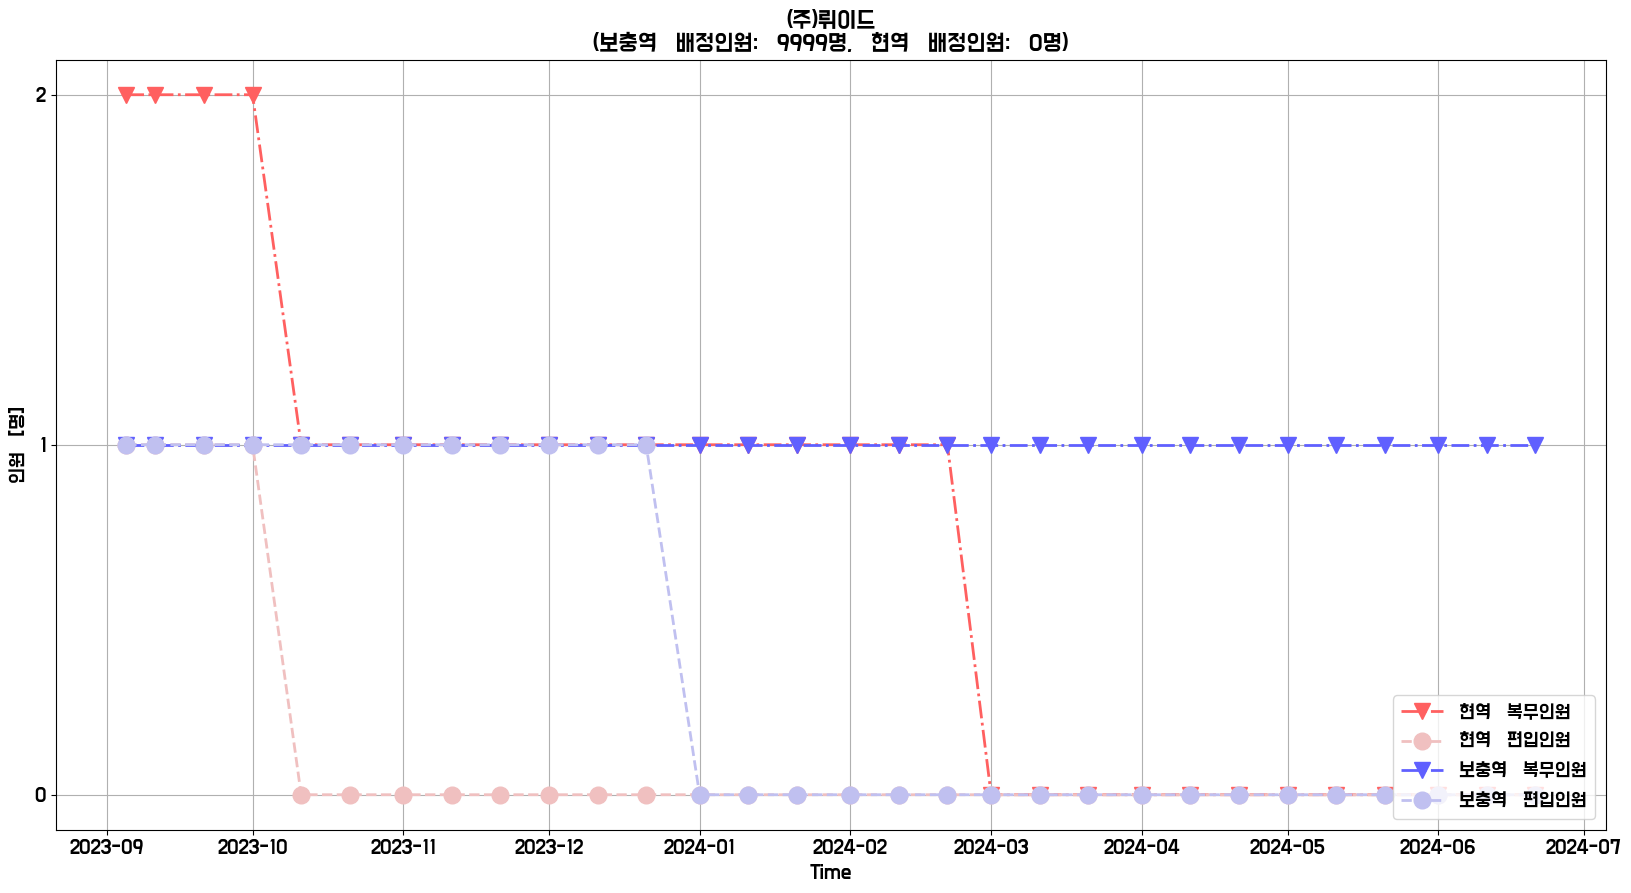 (주)뤼이드
(보충역 배정인원: 9999명, 현역 배정인원: 0명)
인원 [명]
2
1
0
현역 복무인원
현역 편입인원
보충역 복무인원
보충역 편입인원
2023-09 2023-10 2023-11 2023-12 2024-01 2024-02 2024-03 2024-04 2024-05 2024-06 2024-07
Time